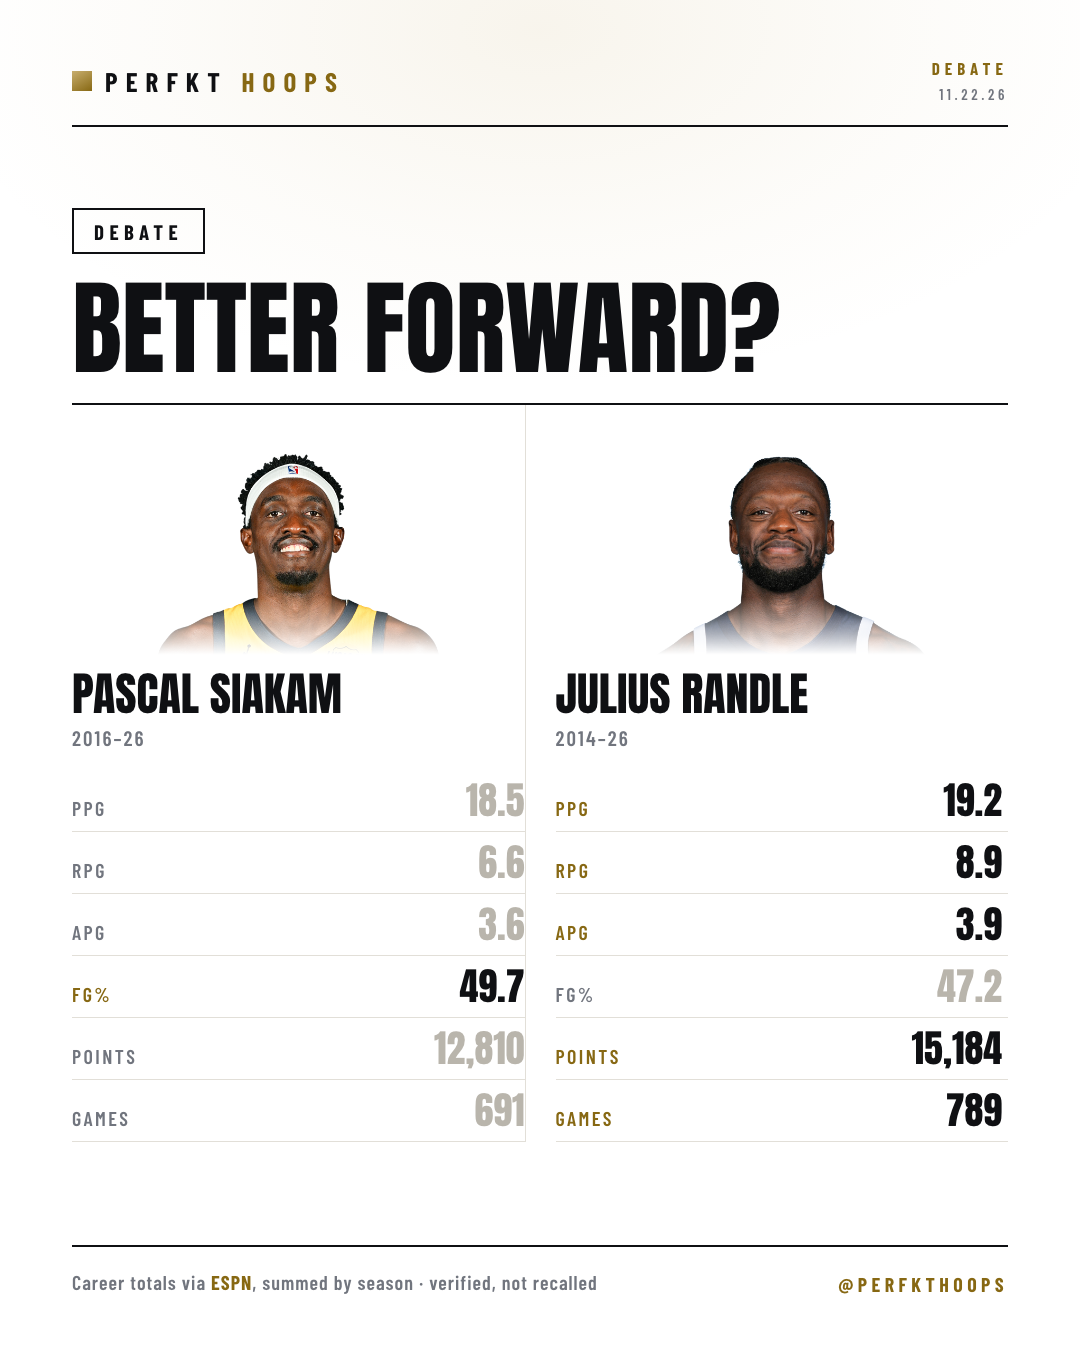 PERFKT HOOPS
DEBATE
11.22.26
DEBATE
BETTER FORWARD?
PASCAL SIAKAM
2016–26
PPG 18.5
RPG 6.6
APG 3.6
FG% 49.7
POINTS 12,810
GAMES 691
JULIUS RANDLE
2014–26
PPG 19.2
RPG 8.9
APG 3.9
FG% 47.2
POINTS 15,184
GAMES 789
Career totals via ESPN, summed by season · verified, not recalled
@PERFKTHOOPS